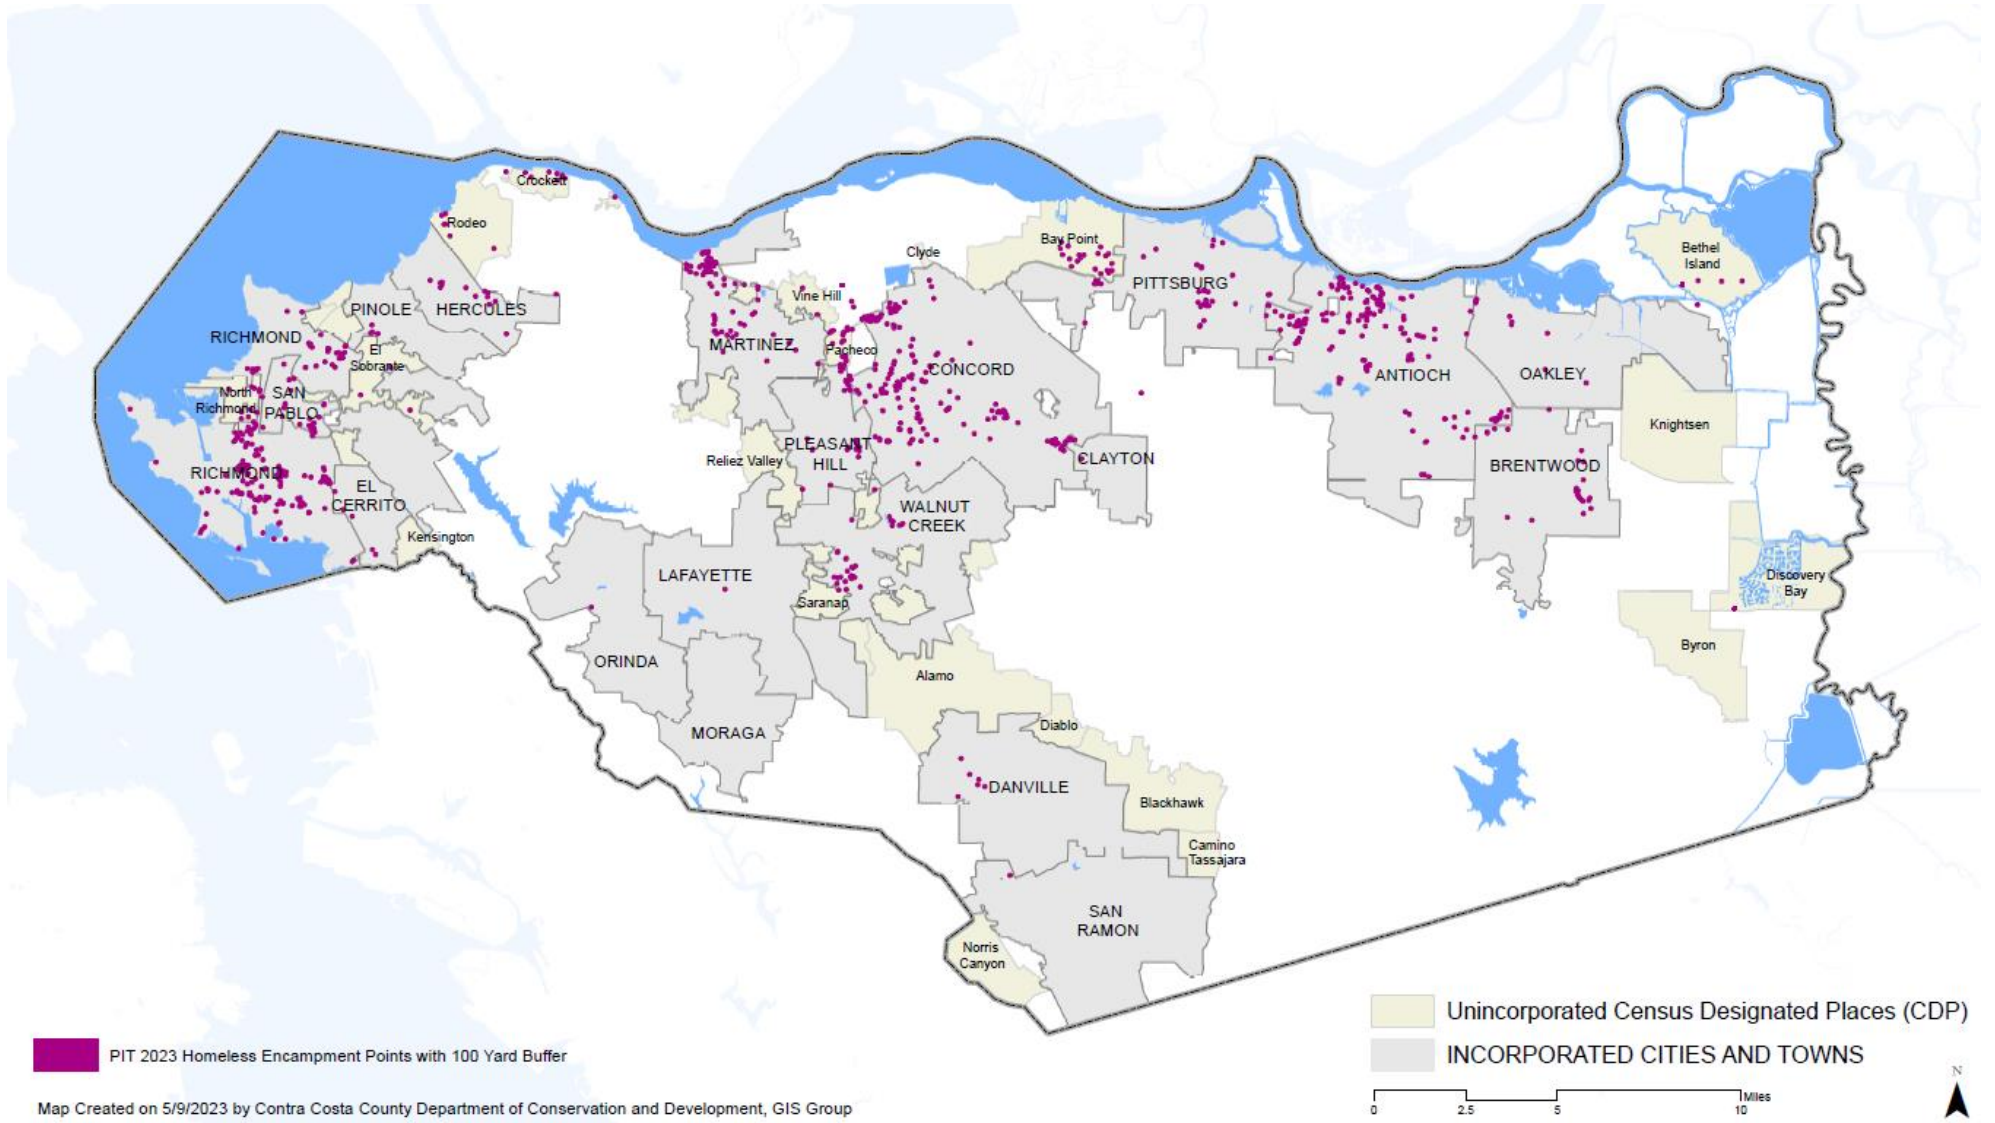 Crockett
Rodeo
Bay Point
Clyde
Bethel
Island
PITTSBURG
Vine Hill
PINOLE
HERCULES
RICHMOND
MARTINEZ
Pacheco
El
Sobrante
CONCORD
ANTIOCH
OAKLEY
North
Richmond
SAN
PABLO
Knightsen
PLEASANT
HILL
Reliez Valley
CLAYTON
BRENTWOOD
RICHMOND
EL
CERRITO
WALNUT
CREEK
Kensington
LAFAYETTE
Saranap
Discovery
Bay
Byron
ORINDA
Alamo
MORAGA
Diablo
DANVILLE
Blackhawk
Camino
Tassajara
SAN
RAMON
Norris
Canyon
Unincorporated Census Designated Places (CDP)
INCORPORATED CITIES AND TOWNS
PIT 2023 Homeless Encampment Points with 100 Yard Buffer
N
Miles
0 2.5 5 10
Map Created on 5/9/2023 by Contra Costa County Department of Conservation and Development, GIS Group